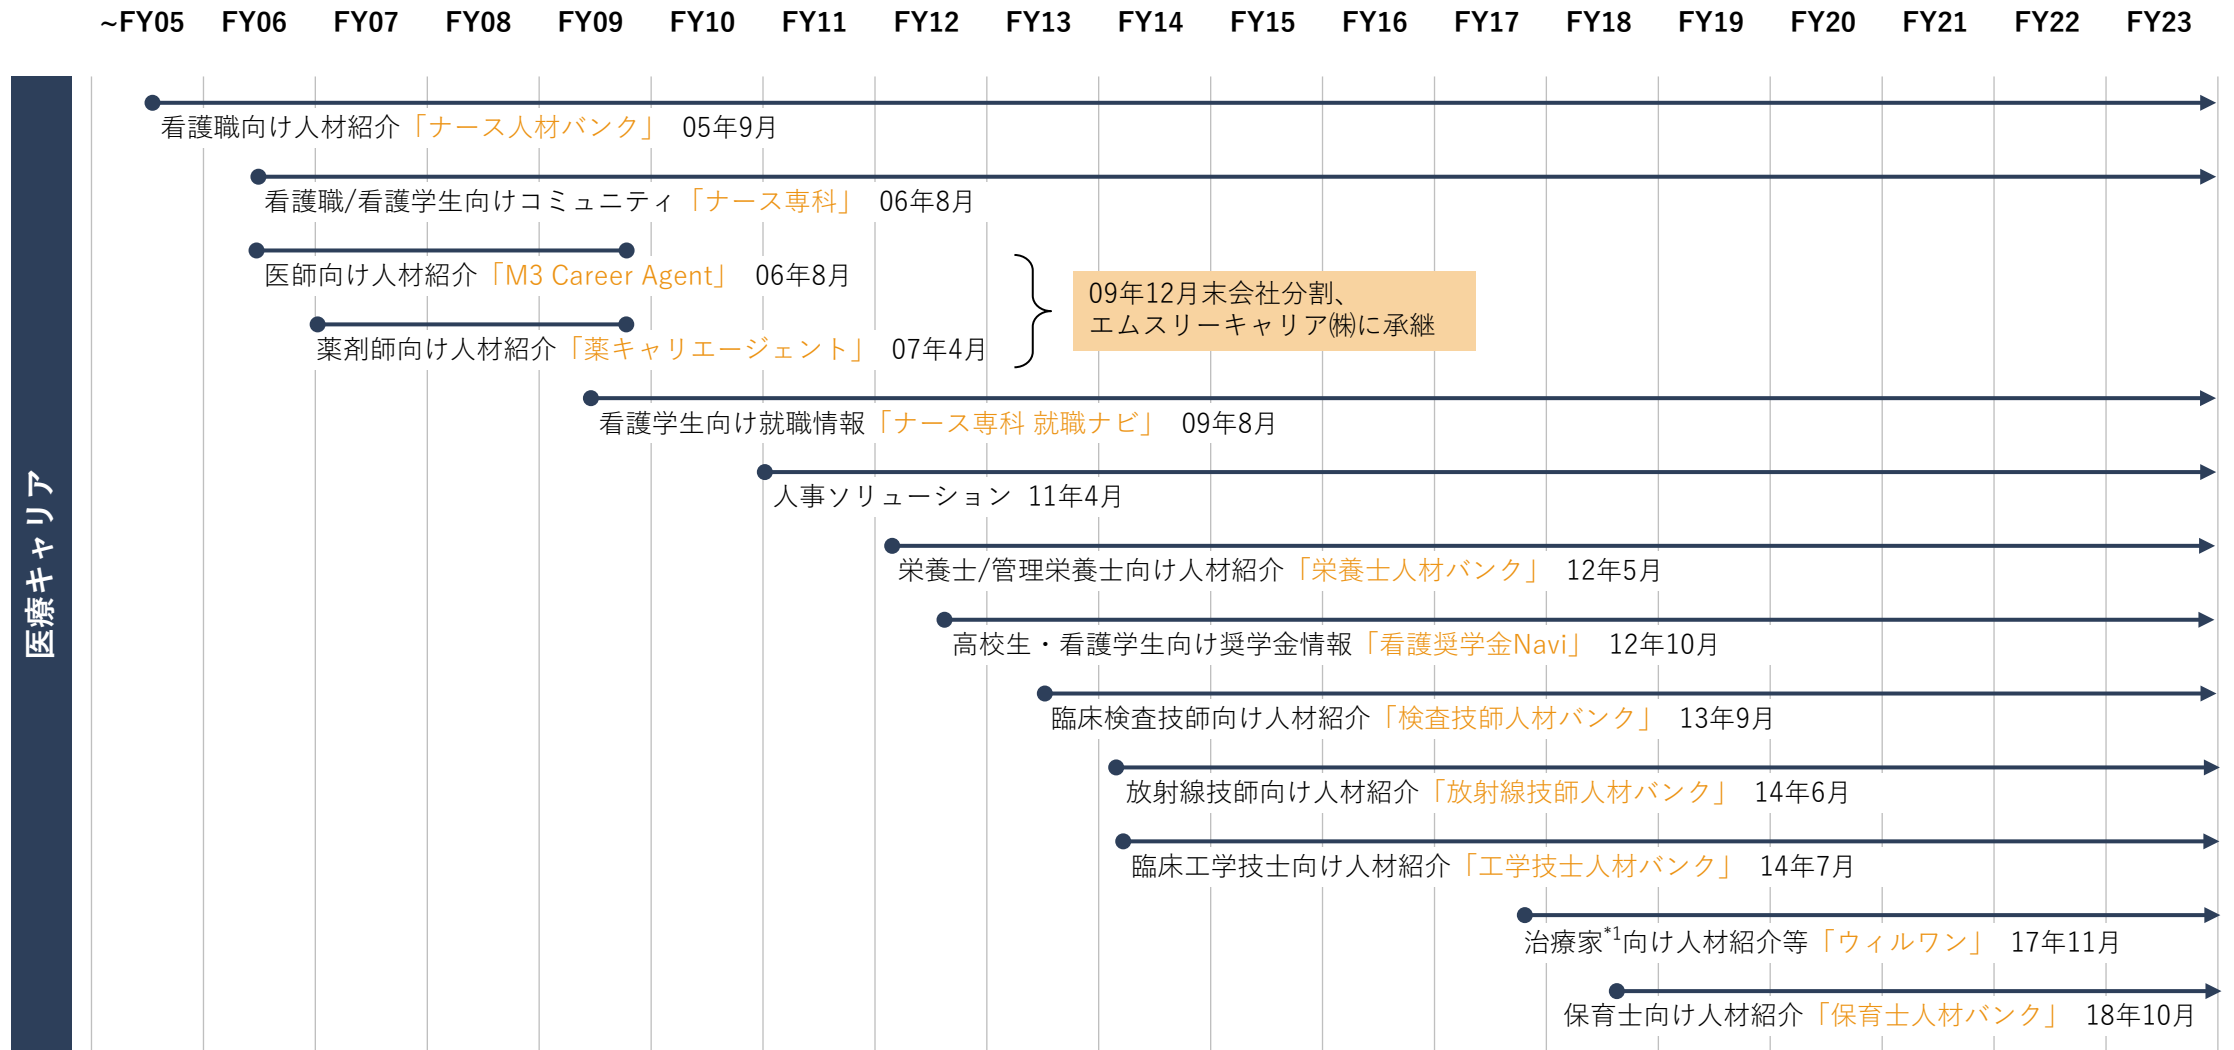 ~FY05 FY06 FY07 FY08 FY09 FY10 FY11 FY12 FY13 FY14 FY15 FY16 FY17 FY18 FY19 FY20 FY21 FY22 FY23
医療キャリア
看護職向け人材紹介「ナース人材バンク」 05年9月
看護職/看護学生向けコミュニティ「ナース専科」 06年8月
医師向け人材紹介「M3 Career Agent」 06年8月
薬剤師向け人材紹介「薬キャリエージェント」 07年4月
09年12月末会社分割、
エムスリーキャリア㈱に承継
看護学生向け就職情報「ナース専科 就職ナビ」 09年8月
人事ソリューション 11年4月
栄養士/管理栄養士向け人材紹介「栄養士人材バンク」 12年5月
高校生・看護学生向け奨学金情報「看護奨学金Navi」 12年10月
臨床検査技師向け人材紹介「検査技師人材バンク」 13年9月
放射線技師向け人材紹介「放射線技師人材バンク」 14年6月
臨床工学技士向け人材紹介「工学技士人材バンク」 14年7月
治療家*1向け人材紹介等「ウィルワン」 17年11月
保育士向け人材紹介「保育士人材バンク」 18年10月